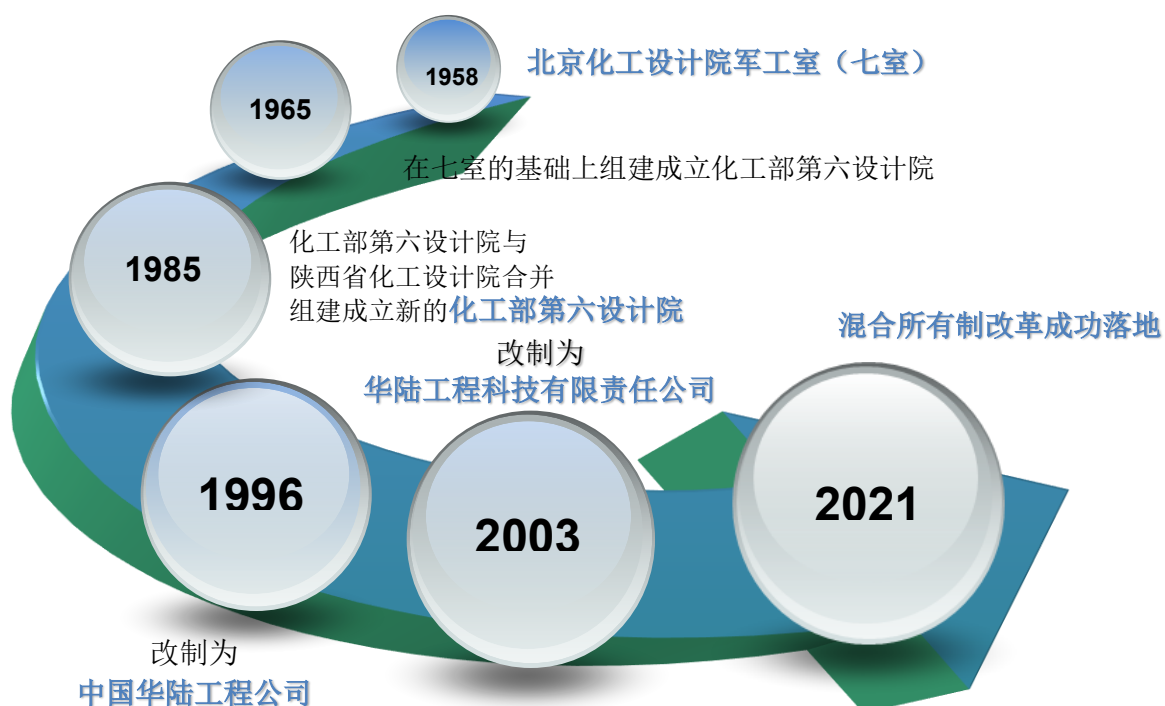 1958
北京化工设计院军工室（七室）
1965
在七室的基础上组建成立化工部第六设计院
1985
化工部第六设计院与
陕西省化工设计院合并
组建成立新的化工部第六设计院
1996
改制为
中国华陆工程公司
2003
改制为
华陆工程科技有限责任公司
2021
混合所有制改革成功落地